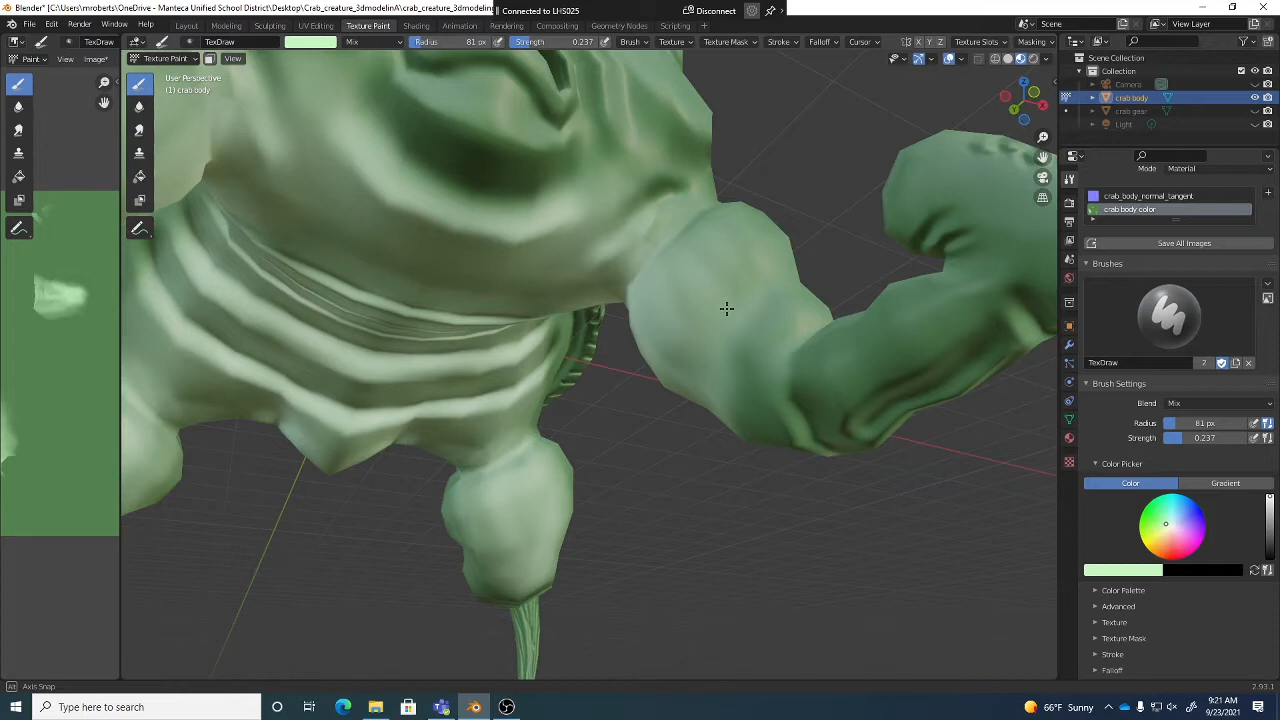 Blender* [C:\Users\mroberts\OneDrive - Manteca Unified School District\Desktop\Crab_creature_3dmodelinA\crab_creature_3dmodelin
Connected to LHS025
Disconnect
File Edit Render Window Help
Layout Modeling Sculpting UV Editing Texture Paint Shading Animation Rendering Compositing Geometry Nodes Scripting
Scene
View Layer
TexDraw
TexDraw
Mix
Radius 81 px
Strength 0.237
Brush Texture Texture Mask Stroke Falloff Cursor
X Y Z
Texture Slots
Masking
Paint View Image*
Texture Paint
View
User Perspective
(1) crab body
Z
Y
X
Scene Collection
Collection
Camera
crab body
crab gear
Light
Mode Material
crab_body_normal_tangent
crab body color
Save All Images
Brushes
TexDraw 2
Brush Settings
Blend Mix
Radius 81 px
Strength 0.237
Color Picker
Color Gradient
Color Palette
Advanced
Texture
Texture Mask
Stroke
Falloff
Alt Axis Snap
2.93.1
Type here to search
66°F Sunny
9:21 AM
9/23/2021